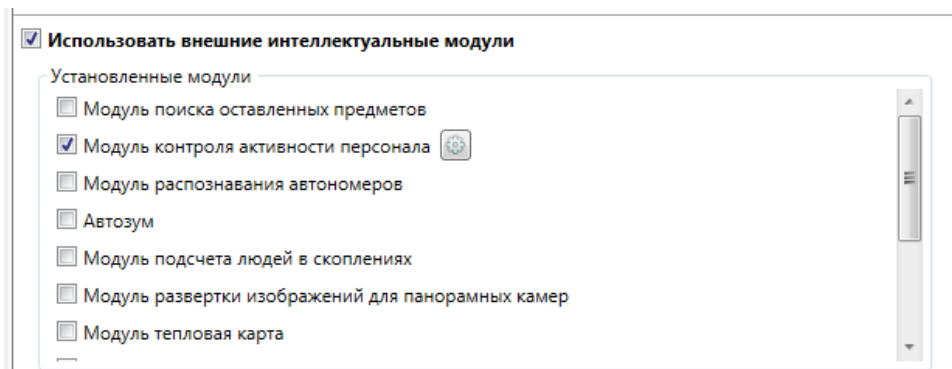 Использовать внешние интеллектуальные модули
Установленные модули
Модуль поиска оставленных предметов
Модуль контроля активности персонала
Модуль распознавания автономеров
Автозум
Модуль подсчета людей в скоплениях
Модуль развертки изображений для панорамных камер
Модуль тепловая карта